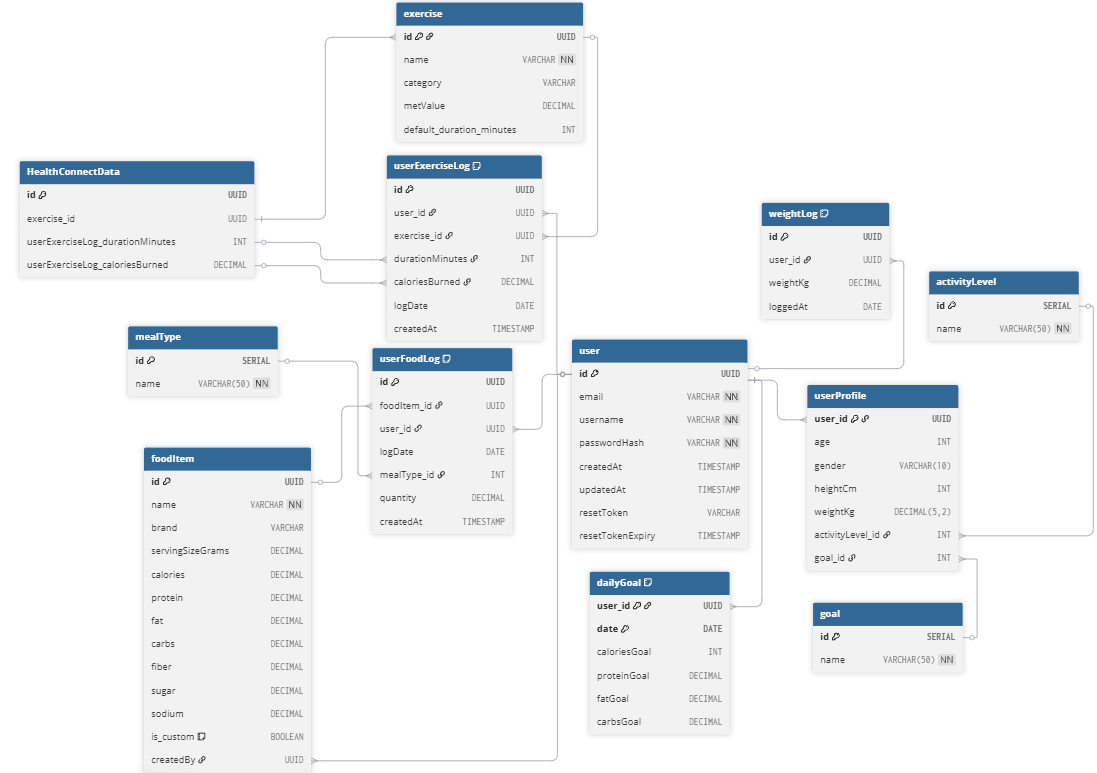 exercise
id UUID
name VARCHAR NN
category VARCHAR
metValue DECIMAL
default_duration_minutes INT
HealthConnectData
id UUID
exercise_id UUID
userExerciseLog_durationMinutes INT
userExerciseLog_caloriesBurned DECIMAL
userExerciseLog
id UUID
user_id UUID
exercise_id UUID
durationMinutes INT
caloriesBurned DECIMAL
logDate DATE
createdAt TIMESTAMP
weightLog
id UUID
user_id UUID
weightKg DECIMAL
loggedAt DATE
activityLevel
id SERIAL
name VARCHAR(50) NN
mealType
id SERIAL
name VARCHAR(50) NN
userFoodLog
id UUID
foodItem_id UUID
user_id UUID
logDate DATE
mealType_id INT
quantity DECIMAL
createdAt TIMESTAMP
user
id UUID
email VARCHAR NN
username VARCHAR NN
passwordHash VARCHAR NN
createdAt TIMESTAMP
updatedAt TIMESTAMP
resetToken VARCHAR
resetTokenExpiry TIMESTAMP
userProfile
user_id UUID
age INT
gender VARCHAR(10)
heightCm INT
weightKg DECIMAL(5,2)
activityLevel_id INT
goal_id INT
foodItem
id UUID
name VARCHAR NN
brand VARCHAR
servingSizeGrams DECIMAL
calories DECIMAL
protein DECIMAL
fat DECIMAL
carbs DECIMAL
fiber DECIMAL
sugar DECIMAL
sodium DECIMAL
is_custom BOOLEAN
createdBy UUID
dailyGoal
user_id UUID
date DATE
caloriesGoal INT
proteinGoal DECIMAL
fatGoal DECIMAL
carbsGoal DECIMAL
goal
id SERIAL
name VARCHAR(50) NN